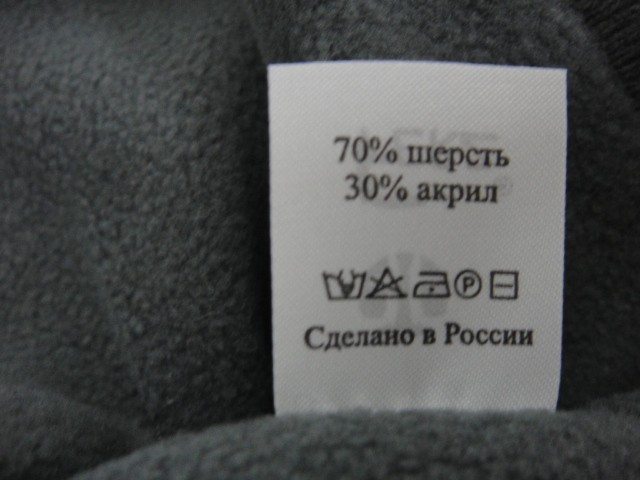 70% шерсть
30% акрил
P
Сделано в России